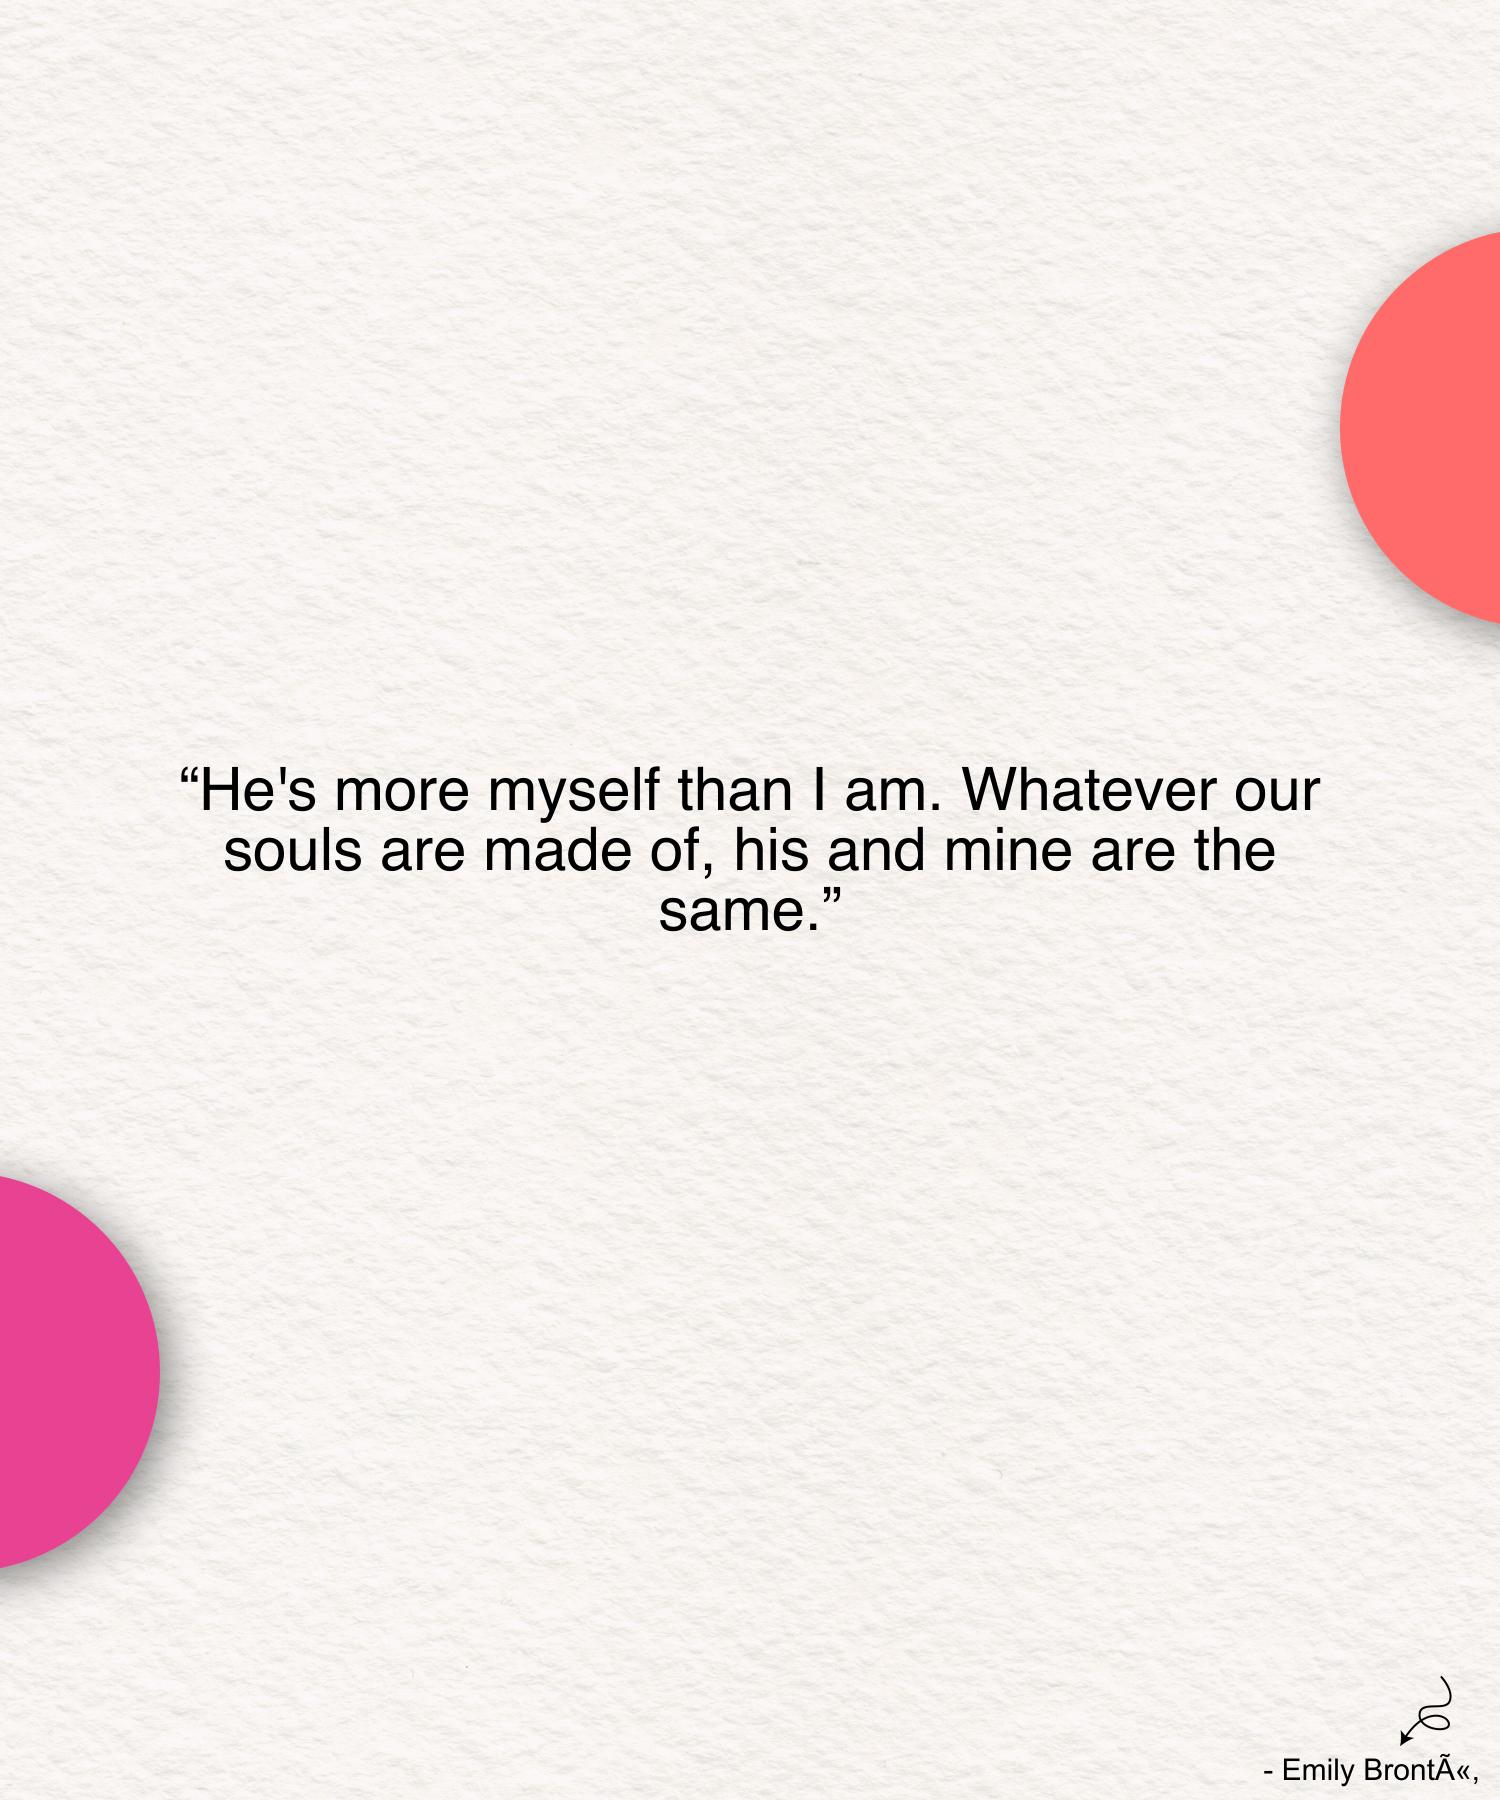 “He's more myself than I am. Whatever our
souls are made of, his and mine are the
same.”
- Emily BrontÃ«,